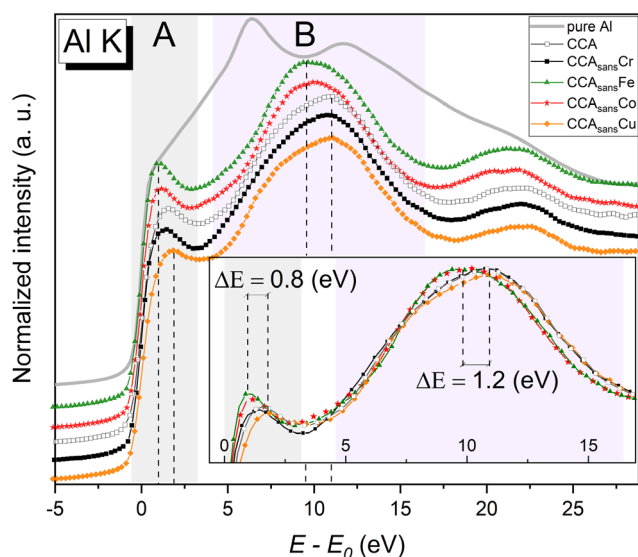 Al K
A
B
pure Al
CCA
CCAsansCr
CCAsansFe
CCAsansCo
CCAsansCu
Normalized intensity (a. u.)
ΔE = 0.8 (eV)
ΔE = 1.2 (eV)
0 5 10 15
-5 0 5 10 15 20 25
E - E0 (eV)